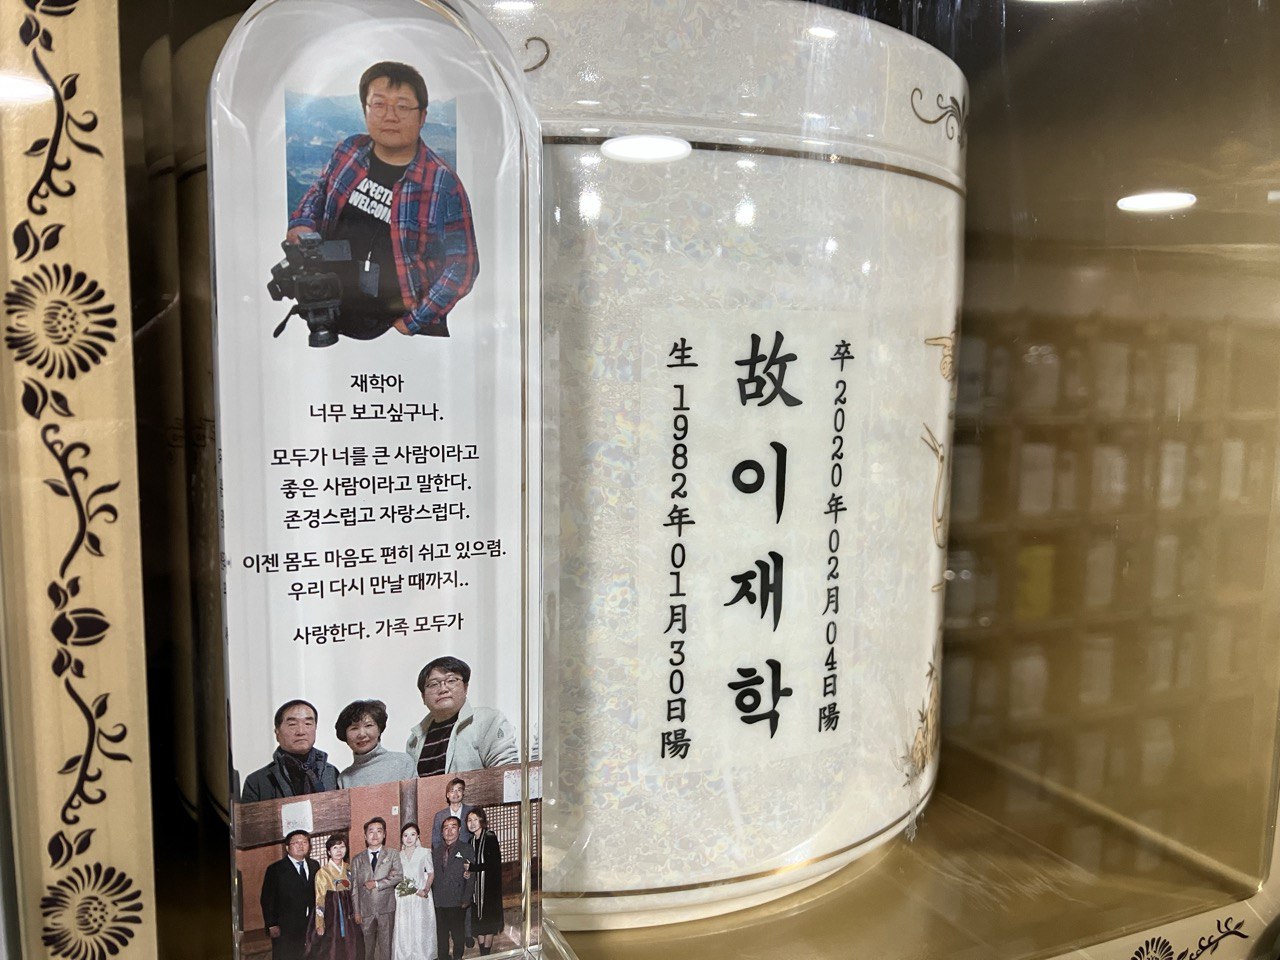 APECT
WELCOM
재학아
너무 보고싶구나.
모두가 너를 큰 사람이라고
좋은 사람이라고 말한다.
존경스럽고 자랑스럽다.
이젠 몸도 마음도 편히 쉬고 있으렴.
우리 다시 만날 때까지..
사랑한다. 가족 모두가
生 1982年01月30日陽
故 이재학
卒 2020年02月04日陽